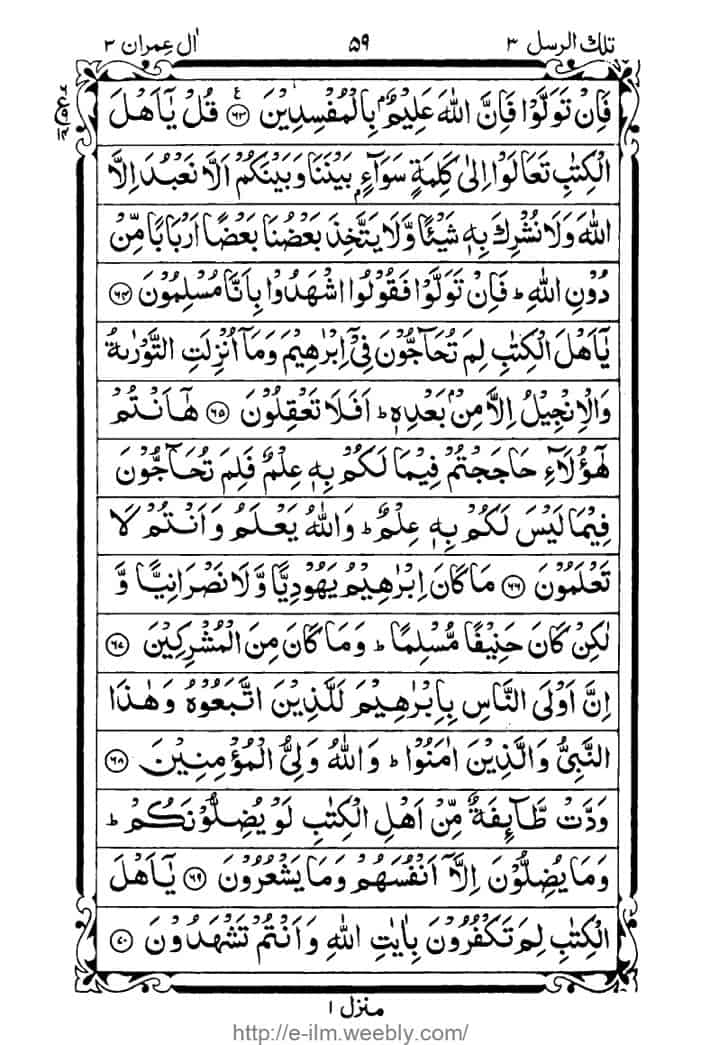 تلك الرسل ٣ ٥٩ اٰل عمران ٣
فَاِنْ تَوَلَّوْا فَاِنَّ اللّٰهَ عَلِيْمٌۢ بِالْمُفْسِدِيْنَ ﴿٦٣﴾ ع قُلْ يٰٓاَهْلَ
الْكِتٰبِ تَعَالَوْا اِلٰى كَلِمَةٍ سَوَآءٍۭ بَيْنَنَا وَبَيْنَكُمْ اَلَّا نَعْبُدَ اِلَّا
اللّٰهَ وَلَا نُشْرِكَ بِهٖ شَيْئًا وَّلَا يَتَّخِذَ بَعْضُنَا بَعْضًا اَرْبَابًا مِّنْ
دُوْنِ اللّٰهِ ؕ فَاِنْ تَوَلَّوْا فَقُوْلُوا اشْهَدُوْا بِاَنَّا مُسْلِمُوْنَ ﴿٦٤﴾
يٰٓاَهْلَ الْكِتٰبِ لِمَ تُحَآجُّوْنَ فِيْٓ اِبْرٰهِيْمَ وَمَآ اُنْزِلَتِ التَّوْرٰىةُ
وَالْاِنْجِيْلُ اِلَّا مِنْۢ بَعْدِهٖ ؕ اَفَلَا تَعْقِلُوْنَ ﴿٦٥﴾ هٰٓاَنْتُمْ
هٰٓؤُلَآءِ حَاجَجْتُمْ فِيْمَا لَكُمْ بِهٖ عِلْمٌ فَلِمَ تُحَآجُّوْنَ
فِيْمَا لَيْسَ لَكُمْ بِهٖ عِلْمٌ ؕ وَاللّٰهُ يَعْلَمُ وَاَنْتُمْ لَا
تَعْلَمُوْنَ ﴿٦٦﴾ مَا كَانَ اِبْرٰهِيْمُ يَهُوْدِيًّا وَّلَا نَصْرَانِيًّا وَّ
لٰكِنْ كَانَ حَنِيْفًا مُّسْلِمًا ؕ وَمَا كَانَ مِنَ الْمُشْرِكِيْنَ ﴿٦٧﴾
اِنَّ اَوْلَى النَّاسِ بِاِبْرٰهِيْمَ لَلَّذِيْنَ اتَّبَعُوْهُ وَهٰذَا
النَّبِيُّ وَالَّذِيْنَ اٰمَنُوْا ؕ وَاللّٰهُ وَلِيُّ الْمُؤْمِنِيْنَ ﴿٦٨﴾
وَدَّتْ طَّآئِفَةٌ مِّنْ اَهْلِ الْكِتٰبِ لَوْ يُضِلُّوْنَكُمْ ؕ
وَمَا يُضِلُّوْنَ اِلَّآ اَنْفُسَهُمْ وَمَا يَشْعُرُوْنَ ﴿٦٩﴾ يٰٓاَهْلَ
الْكِتٰبِ لِمَ تَكْفُرُوْنَ بِاٰيٰتِ اللّٰهِ وَاَنْتُمْ تَشْهَدُوْنَ ﴿٧٠﴾
منزل ١
http://e-ilm.weebly.com/